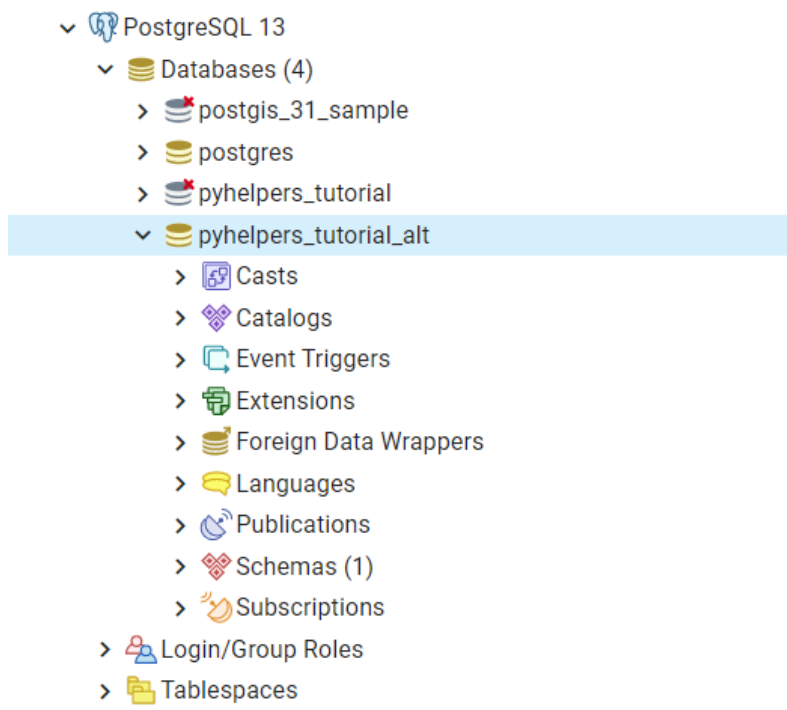 PostgreSQL 13
Databases (4)
postgis_31_sample
postgres
pyhelpers_tutorial
pyhelpers_tutorial_alt
Casts
Catalogs
Event Triggers
Extensions
Foreign Data Wrappers
Languages
Publications
Schemas (1)
Subscriptions
Login/Group Roles
Tablespaces